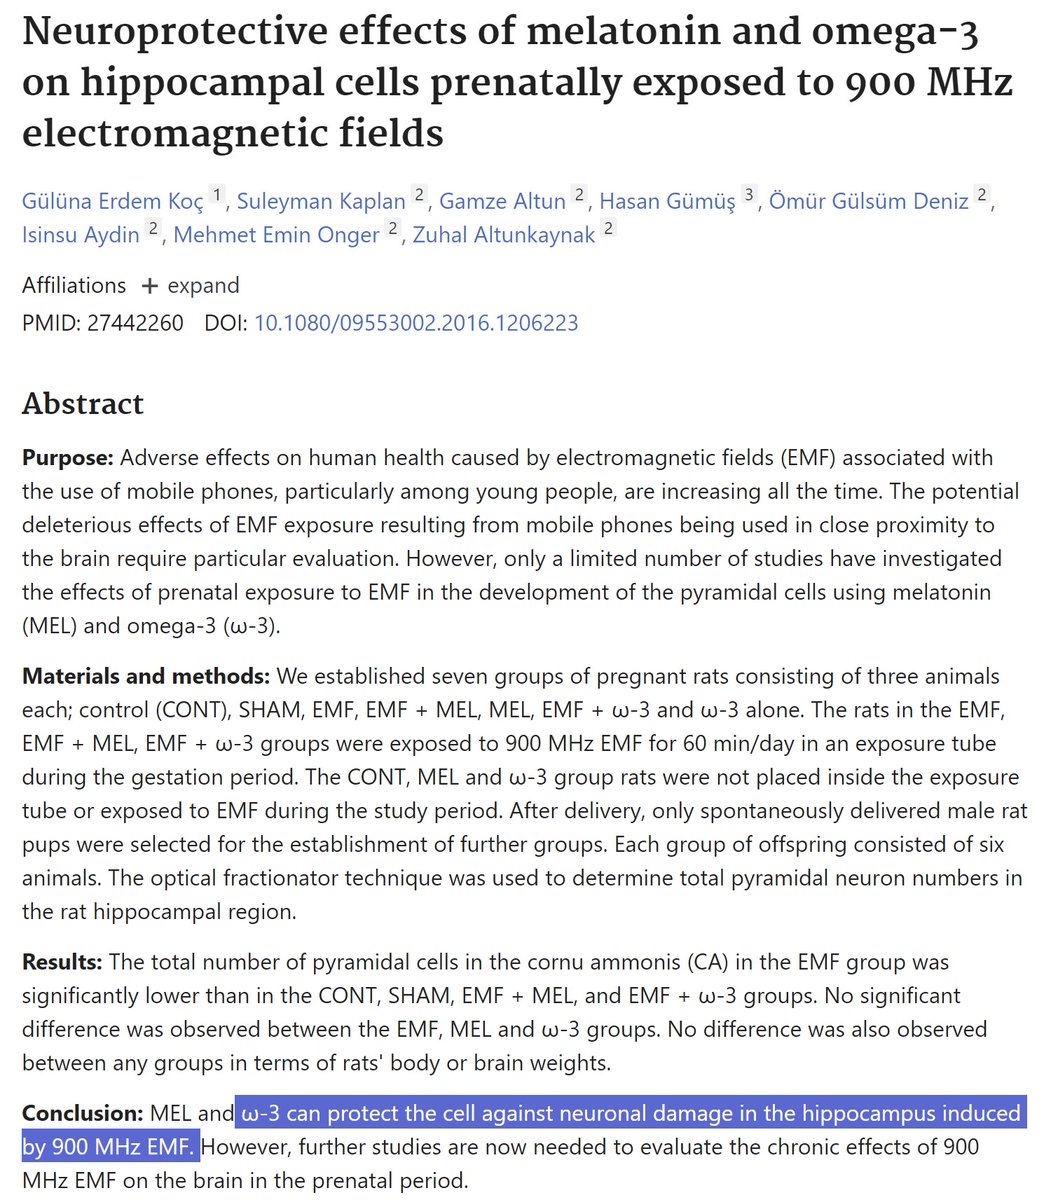 Neuroprotective effects of melatonin and omega-3
on hippocampal cells prenatally exposed to 900 MHz
electromagnetic fields
Gülüna Erdem Koç 1, Suleyman Kaplan 2, Gamze Altun 2, Hasan Gümüş 3, Ömür Gülsüm Deniz 2,
Isinsu Aydin 2, Mehmet Emin Onger 2, Zuhal Altunkaynak 2
Affiliations + expand
PMID: 27442260 DOI: 10.1080/09553002.2016.1206223
Abstract
Purpose: Adverse effects on human health caused by electromagnetic fields (EMF) associated with
the use of mobile phones, particularly among young people, are increasing all the time. The potential
deleterious effects of EMF exposure resulting from mobile phones being used in close proximity to
the brain require particular evaluation. However, only a limited number of studies have investigated
the effects of prenatal exposure to EMF in the development of the pyramidal cells using melatonin
(MEL) and omega-3 (ω-3).
Materials and methods: We established seven groups of pregnant rats consisting of three animals
each; control (CONT), SHAM, EMF, EMF + MEL, MEL, EMF + ω-3 and ω-3 alone. The rats in the EMF,
EMF + MEL, EMF + ω-3 groups were exposed to 900 MHz EMF for 60 min/day in an exposure tube
during the gestation period. The CONT, MEL and ω-3 group rats were not placed inside the exposure
tube or exposed to EMF during the study period. After delivery, only spontaneously delivered male rat
pups were selected for the establishment of further groups. Each group of offspring consisted of six
animals. The optical fractionator technique was used to determine total pyramidal neuron numbers in
the rat hippocampal region.
Results: The total number of pyramidal cells in the cornu ammonis (CA) in the EMF group was
significantly lower than in the CONT, SHAM, EMF + MEL, and EMF + ω-3 groups. No significant
difference was observed between the EMF, MEL and ω-3 groups. No difference was also observed
between any groups in terms of rats' body or brain weights.
Conclusion: MEL and ω-3 can protect the cell against neuronal damage in the hippocampus induced
by 900 MHz EMF. However, further studies are now needed to evaluate the chronic effects of 900
MHz EMF on the brain in the prenatal period.